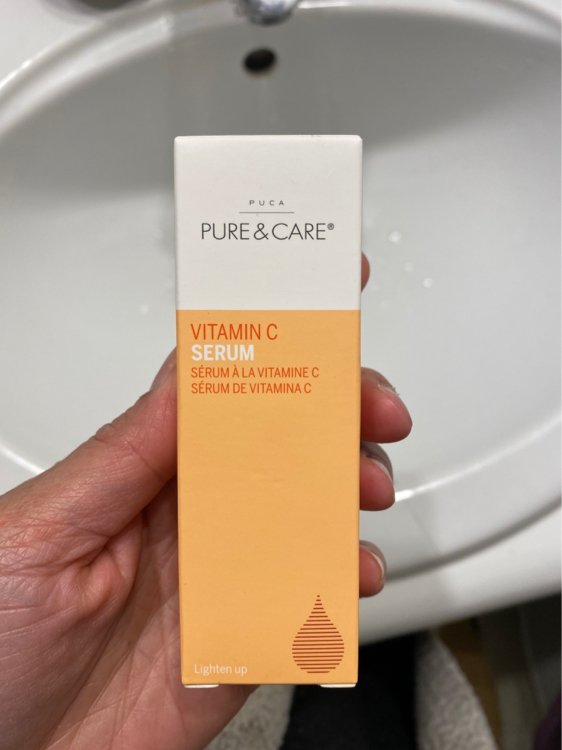 PUCA
PURE & CARE®
VITAMIN C
SERUM
SÉRUM À LA VITAMINE C
SÉRUM DE VITAMINA C
Lighten up